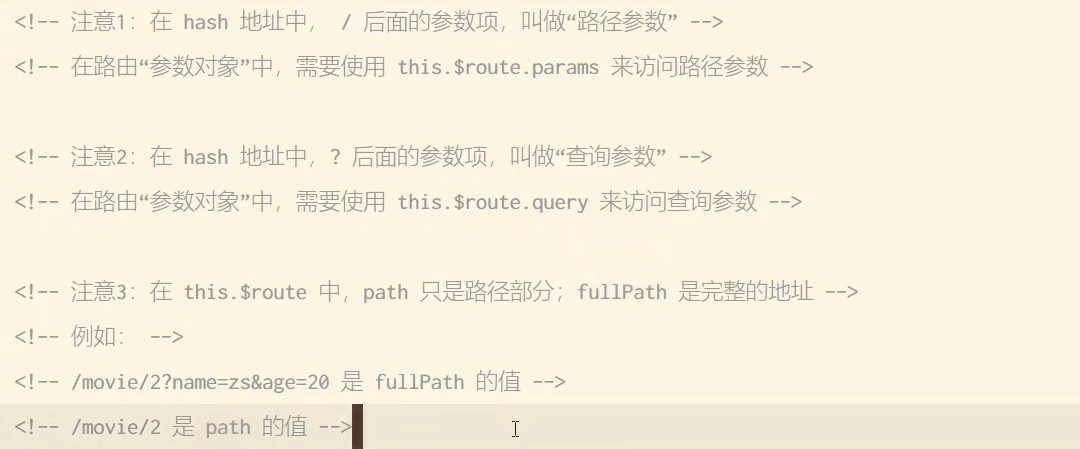 <!-- 注意1：在 hash 地址中， / 后面的参数项，叫做“路径参数” -->
<!-- 在路由“参数对象”中，需要使用 this.$route.params 来访问路径参数 -->
<!-- 注意2：在 hash 地址中，? 后面的参数项，叫做“查询参数” -->
<!-- 在路由“参数对象”中，需要使用 this.$route.query 来访问查询参数 -->
<!-- 注意3：在 this.$route 中，path 只是路径部分；fullPath 是完整的地址 -->
<!-- 例如： -->
<!-- /movie/2?name=zs&age=20 是 fullPath 的值 -->
<!-- /movie/2 是 path 的值 -->